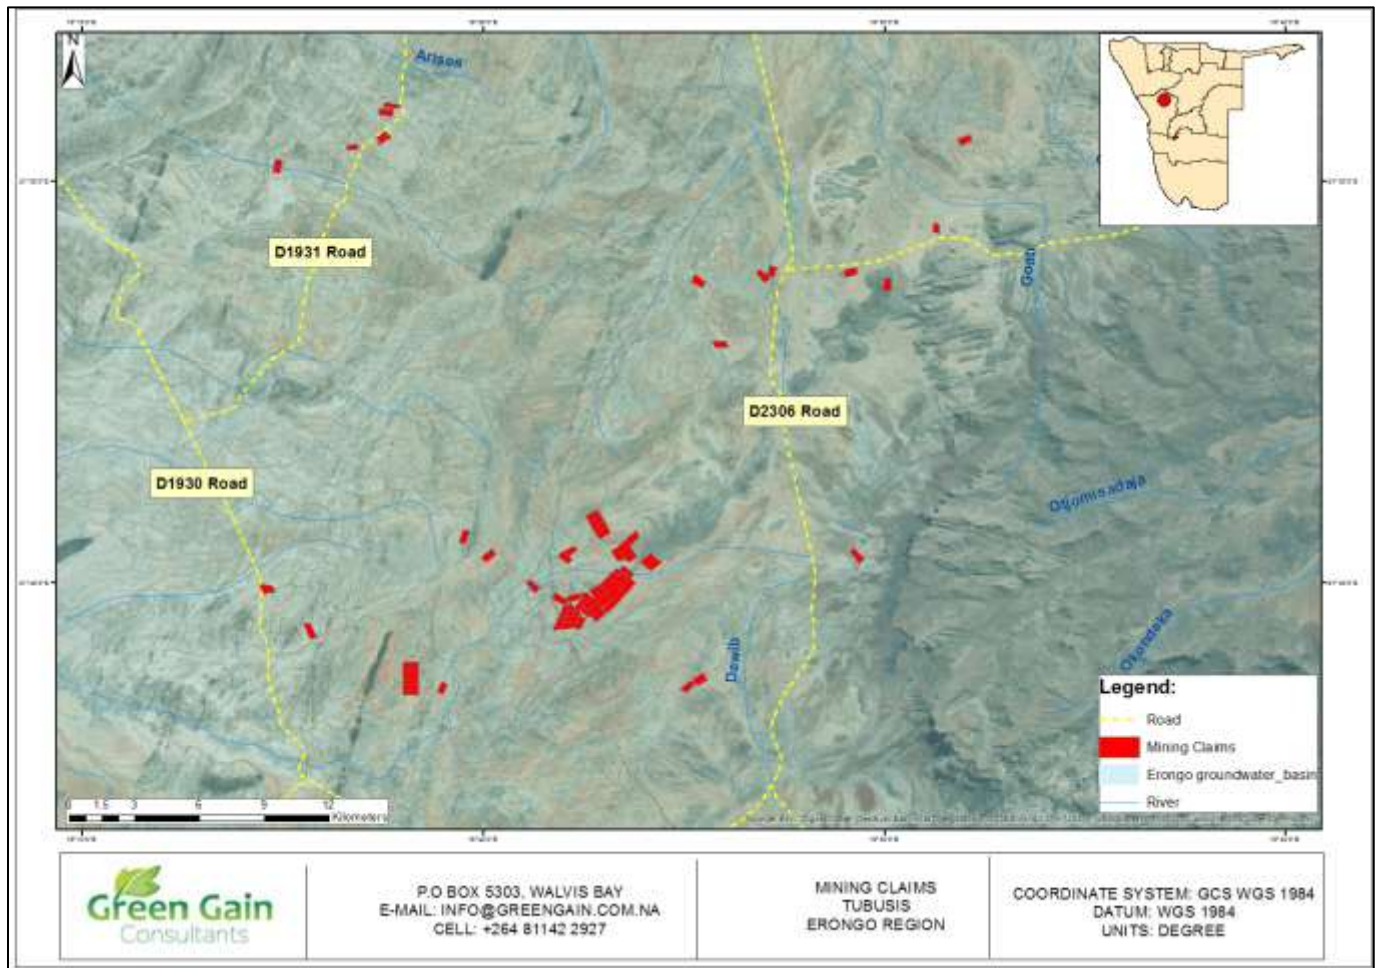 N
Arises
D1931 Road
Goab
D2306 Road
D1930 Road
Otjomisadaja
Okondeka
Dawib
Legend:
Road
Mining Claims
Erongo groundwater_basin
River
0 1.5 3 6 9 12
Kilometers
Green Gain
Consultants
P.O BOX 5303, WALVIS BAY
E-MAIL: INFO@GREENGAIN.COM.NA
CELL: +264 81142 2927
MINING CLAIMS
TUBUSIS
ERONGO REGION
COORDINATE SYSTEM: GCS WGS 1984
DATUM: WGS 1984
UNITS: DEGREE